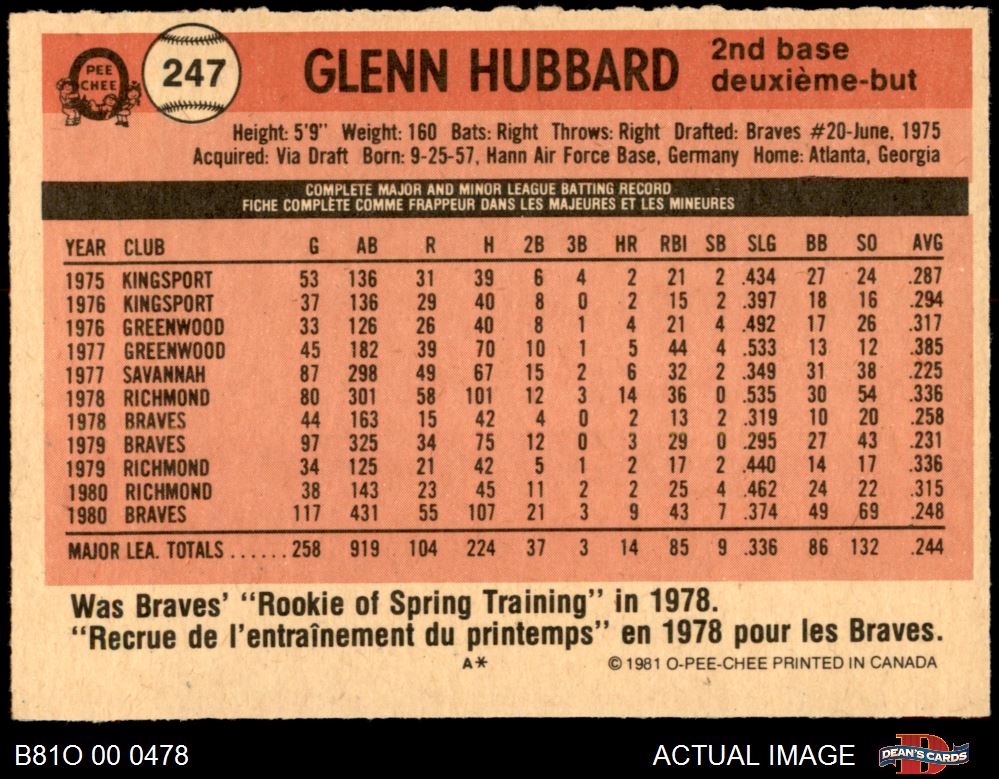 O
PEE
CHEE
247
GLENN HUBBARD
2nd base
deuxième-but
Height: 5'9" Weight: 160 Bats: Right Throws: Right Drafted: Braves #20-June, 1975
Acquired: Via Draft Born: 9-25-57, Hann Air Force Base, Germany Home: Atlanta, Georgia
COMPLETE MAJOR AND MINOR LEAGUE BATTING RECORD
FICHE COMPLÈTE COMME FRAPPEUR DANS LES MAJEURES ET LES MINEURES
YEAR CLUB G AB R H 2B 3B HR RBI SB SLG BB SO AVG
1975 KINGSPORT 53 136 31 39 6 4 2 21 2 .434 27 24 .287
1976 KINGSPORT 37 136 29 40 8 0 2 15 2 .397 18 16 .294
1976 GREENWOOD 33 126 26 40 8 1 4 21 4 .492 17 26 .317
1977 GREENWOOD 45 182 39 70 10 1 5 44 4 .533 13 12 .385
1977 SAVANNAH 87 298 49 67 15 2 6 32 2 .349 31 38 .225
1978 RICHMOND 80 301 58 101 12 3 14 36 0 .535 30 54 .336
1978 BRAVES 44 163 15 42 4 0 2 13 2 .319 10 20 .258
1979 BRAVES 97 325 34 75 12 0 3 29 0 .295 27 43 .231
1979 RICHMOND 34 125 21 42 5 1 2 17 2 .440 14 17 .336
1980 RICHMOND 38 143 23 45 11 2 2 25 4 .462 24 22 .315
1980 BRAVES 117 431 55 107 21 3 9 43 7 .374 49 69 .248
MAJOR LEA. TOTALS ......258 919 104 224 37 3 14 85 9 .336 86 132 .244
Was Braves' "Rookie of Spring Training" in 1978.
"Recrue de l'entraînement du printemps" en 1978 pour les Braves.
A* © 1981 O-PEE-CHEE PRINTED IN CANADA
B81O 00 0478 ACTUAL IMAGE DEAN'S CARDS